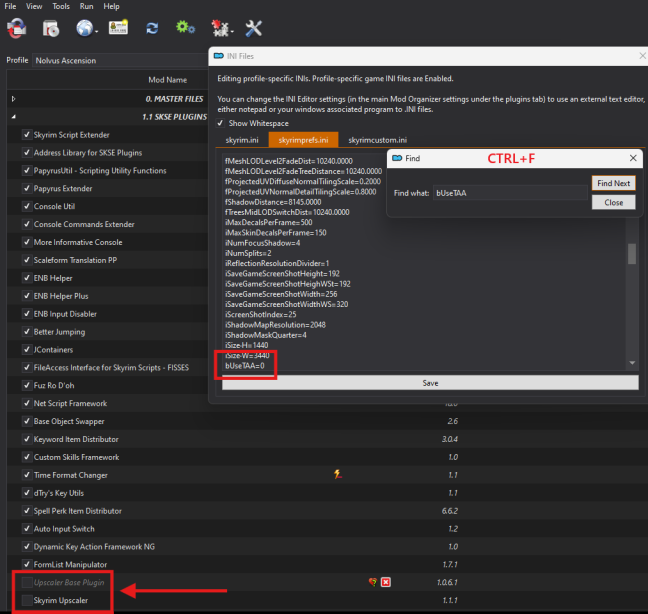 File View Tools Run Help
Profile Nolvus Ascension
Mod Name
0. MASTER FILES
1.1 SKSE PLUGINS
Skyrim Script Extender
Address Library for SKSE Plugins
PapyrusUtil - Scripting Utility Functions
Papyrus Extender
Console Util
Console Commands Extender
More Informative Console
Scaleform Translation PP
ENB Helper
ENB Helper Plus
ENB Input Disabler
Better Jumping
JContainers
FileAccess Interface for Skyrim Scripts - FISSES
Fuz Ro D'oh
Net Script Framework
Base Object Swapper 2.6
Keyword Item Distributor 3.0.4
Custom Skills Framework 1.0
Time Format Changer 1.1
dTry's Key Utils 1.1
Spell Perk Item Distributor 6.6.2
Auto Input Switch 1.2
Dynamic Key Action Framework NG 1.0
FormList Manipulator 1.7.1
Upscaler Base Plugin 1.0.6.1
Skyrim Upscaler 1.1.1
INI Files
Editing profile-specific INIs. Profile-specific game INI files are Enabled.
You can change the INI Editor settings (in the main Mod Organizer settings under the plugins tab) to use an external text editor,
either notepad or your windows associated program to .INI files.
Show Whitespace
skyrim.ini skyrimprefs.ini skyrimcustom.ini
fMeshLODLevel2FadeDist=10240.0000
fMeshLODLevel2FadeTreeDistance=10240.0000
fProjectedUVDiffuseNormalTilingScale=0.2000
fProjectedUVNormalDetailTilingScale=0.8000
fShadowDistance=8145.0000
fTreesMidLODSwitchDist=10240.0000
iMaxDecalsPerFrame=500
iMaxSkinDecalsPerFrame=150
iNumFocusShadow=4
iNumSplits=2
iReflectionResolutionDivider=1
iSaveGameScreenShotHeight=192
iSaveGameScreenShotHeighWSt=192
iSaveGameScreenShotWidth=256
iSaveGameScreenShotWidthWS=320
iScreenShotIndex=25
iShadowMapResolution=2048
iShadowMaskQuarter=4
iSize-H=1440
iSize-W=3440
bUseTAA=0
Save
Find
CTRL+F
Find what: bUseTAA
Find Next
Close